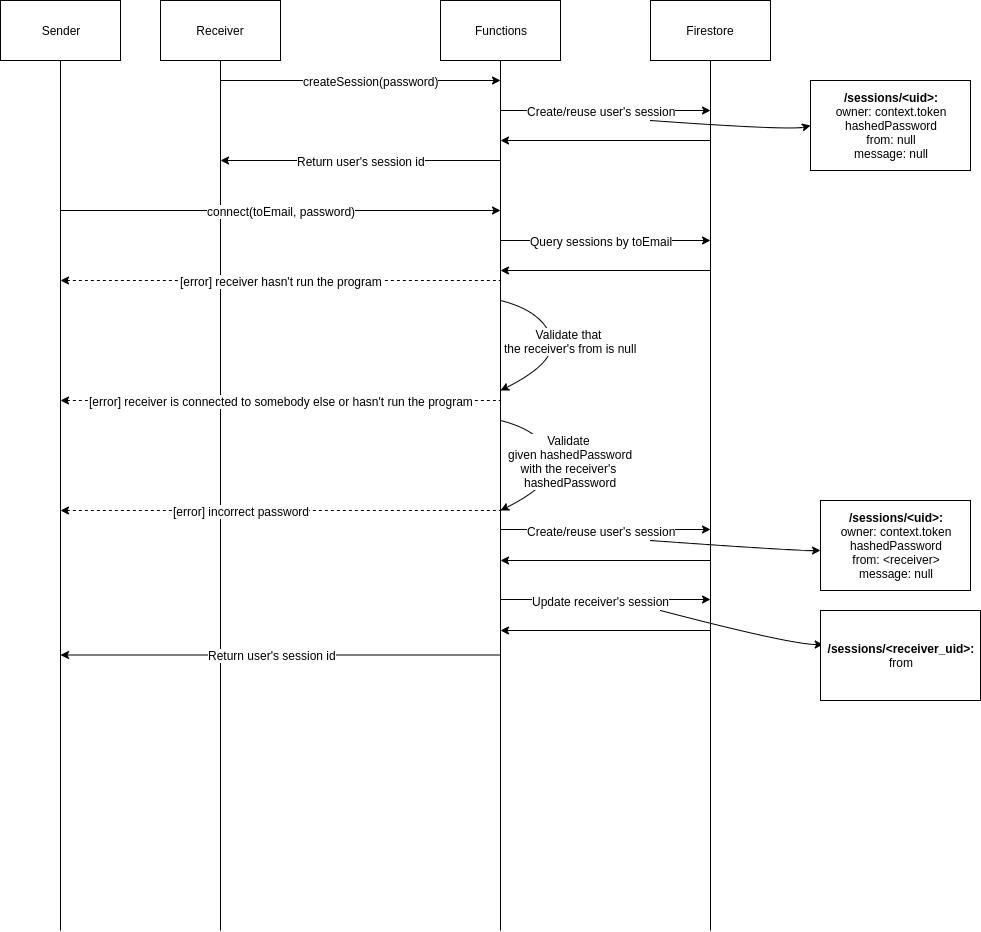 Sender
Receiver
Functions
Firestore
createSession(password)
Create/reuse user's session
/sessions/<uid>:
owner: context.token
hashedPassword
from: null
message: null
Return user's session id
connect(toEmail, password)
Query sessions by toEmail
[error] receiver hasn't run the program
Validate that
the receiver's from is null
[error] receiver is connected to somebody else or hasn't run the program
Validate
given hashedPassword
with the receiver's
hashedPassword
[error] incorrect password
Create/reuse user's session
/sessions/<uid>:
owner: context.token
hashedPassword
from: <receiver>
message: null
Update receiver's session
/sessions/<receiver_uid>:
from
Return user's session id